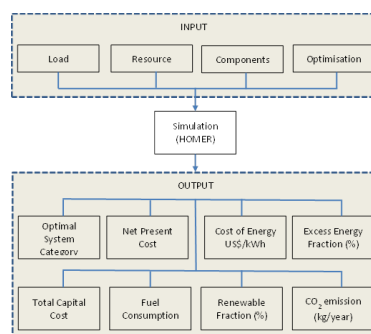 INPUT
Load
Resource
Components
Optimisation
Simulation
(HOMER)
OUTPUT
Optimal
System
Category
Net Present
Cost
Cost of Energy
US$/kWh
Excess Energy
Fraction (%)
Total Capital
Cost
Fuel
Consumption
Renewable
Fraction (%)
CO2 emission
(kg/year)